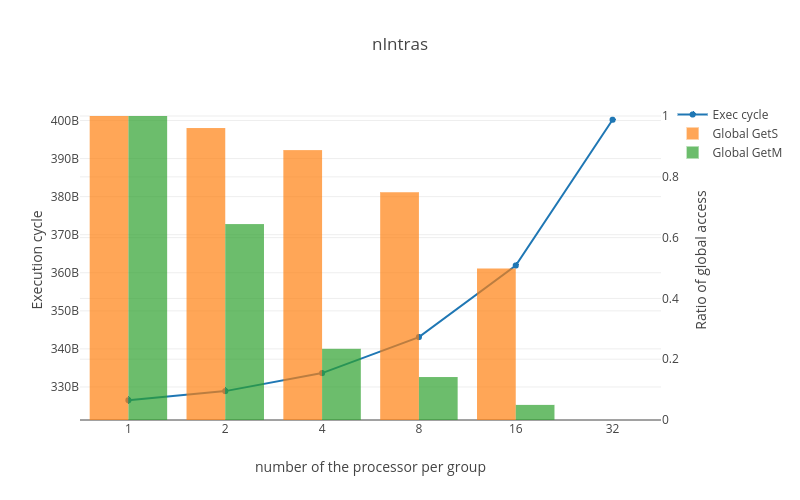 nIntras
Execution cycle
400B
390B
380B
370B
360B
350B
340B
330B
1
0.8
0.6
0.4
0.2
0
Ratio of global access
Exec cycle
Global GetS
Global GetM
1 2 4 8 16 32
number of the processor per group